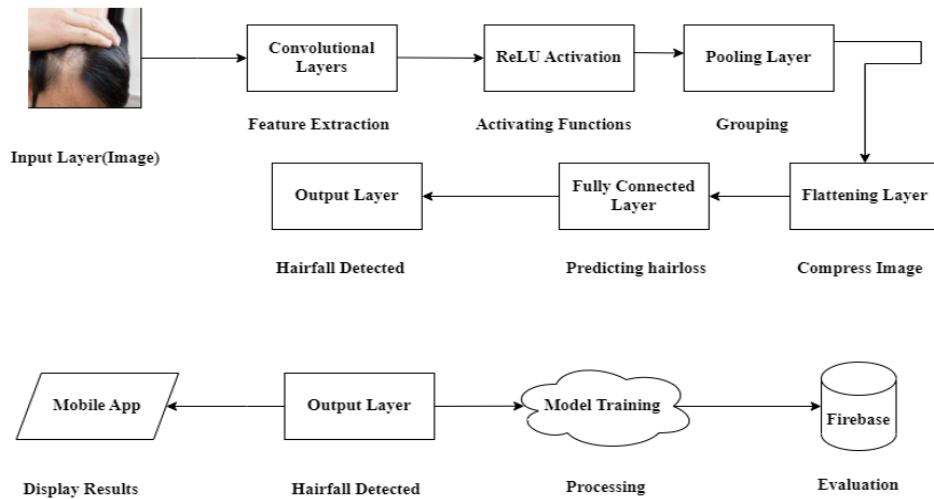 Convolutional
Layers
ReLU Activation
Pooling Layer
Feature Extraction
Activating Functions
Grouping
Input Layer(Image)
Output Layer
Fully Connected
Layer
Flattening Layer
Hairfall Detected
Predicting hairloss
Compress Image
Mobile App
Output Layer
Model Training
Firebase
Display Results
Hairfall Detected
Processing
Evaluation